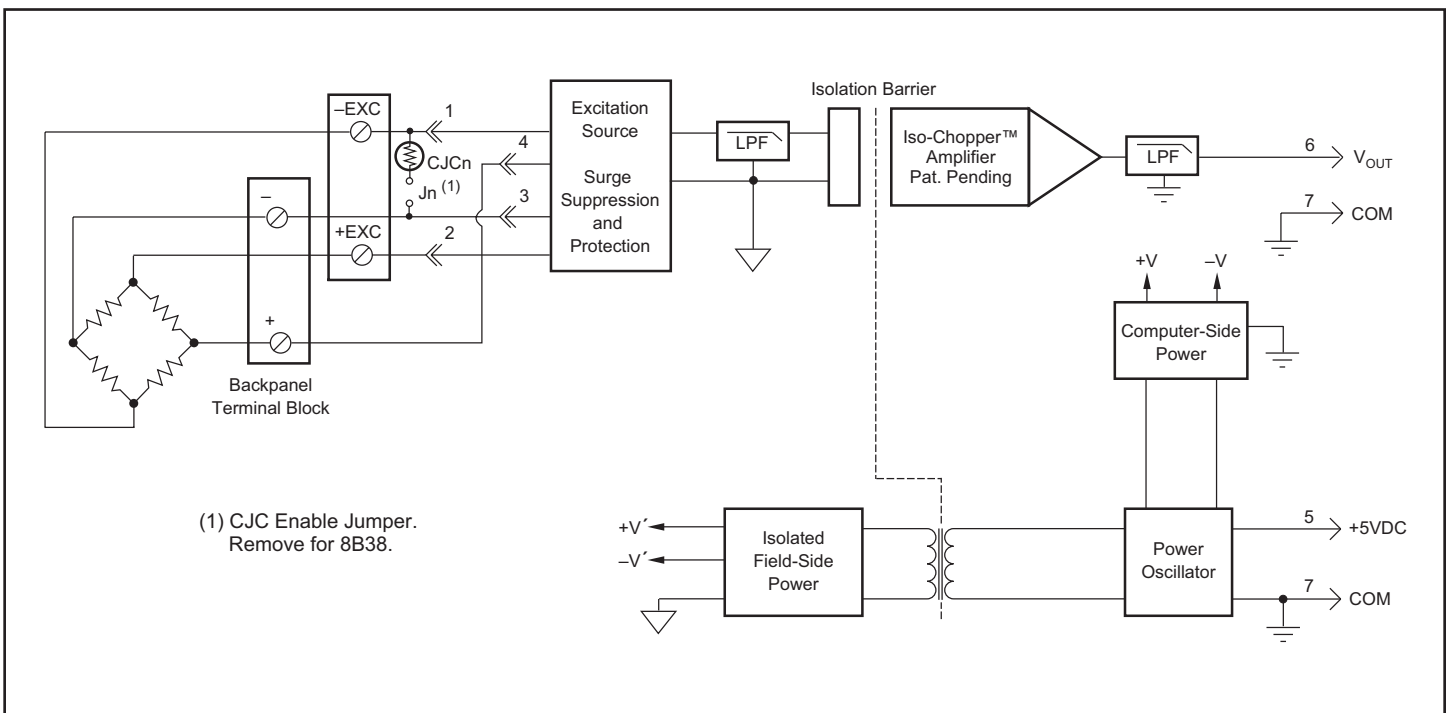 –EXC
1
CJCn
Jn (1)
4
–
3
+EXC
2
+
Backpanel
Terminal Block
Excitation
Source
Surge
Suppression
and
Protection
LPF
Isolation Barrier
Iso-Chopper™
Amplifier
Pat. Pending
LPF
6
VOUT
7
COM
+V
–V
Computer-Side
Power
(1) CJC Enable Jumper.
Remove for 8B38.
+V´
–V´
Isolated
Field-Side
Power
Power
Oscillator
5
+5VDC
7
COM